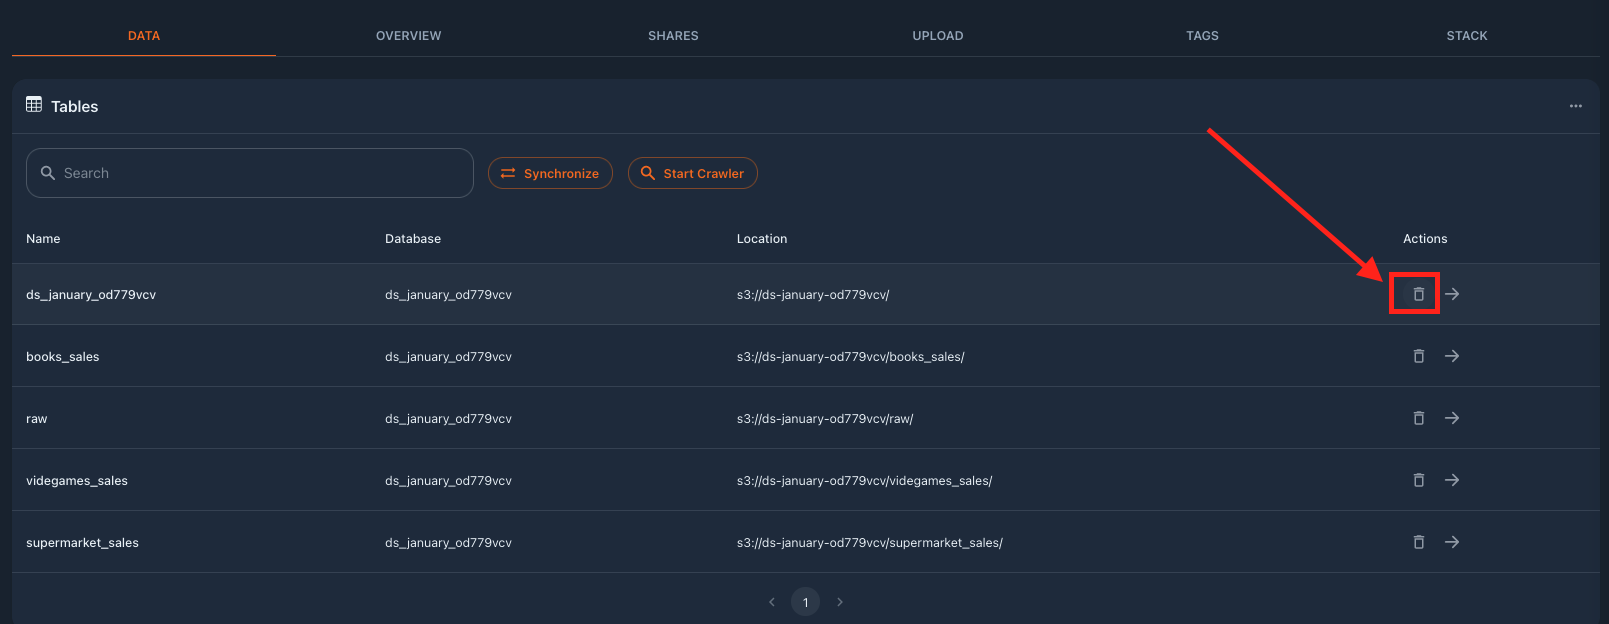 DATA OVERVIEW SHARES UPLOAD TAGS STACK
Tables
Search Synchronize Start Crawler
Name Database Location Actions
ds_january_od779vcv ds_january_od779vcv s3://ds-january-od779vcv/
books_sales ds_january_od779vcv s3://ds-january-od779vcv/books_sales/
raw ds_january_od779vcv s3://ds-january-od779vcv/raw/
videgames_sales ds_january_od779vcv s3://ds-january-od779vcv/videgames_sales/
supermarket_sales ds_january_od779vcv s3://ds-january-od779vcv/supermarket_sales/
1